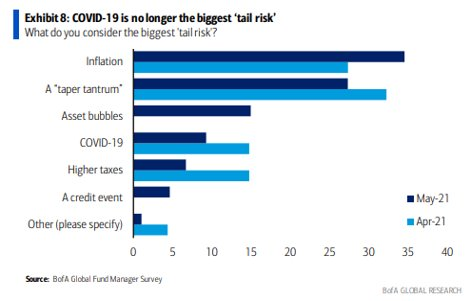 Exhibit 8: COVID-19 is no longer the biggest ‘tail risk’
What do you consider the biggest 'tail risk'?
Inflation
A "taper tantrum"
Asset bubbles
COVID-19
Higher taxes
A credit event
Other (please specify)
May-21
Apr-21
0 5 10 15 20 25 30 35 40
Source: BofA Global Fund Manager Survey
BofA GLOBAL RESEARCH